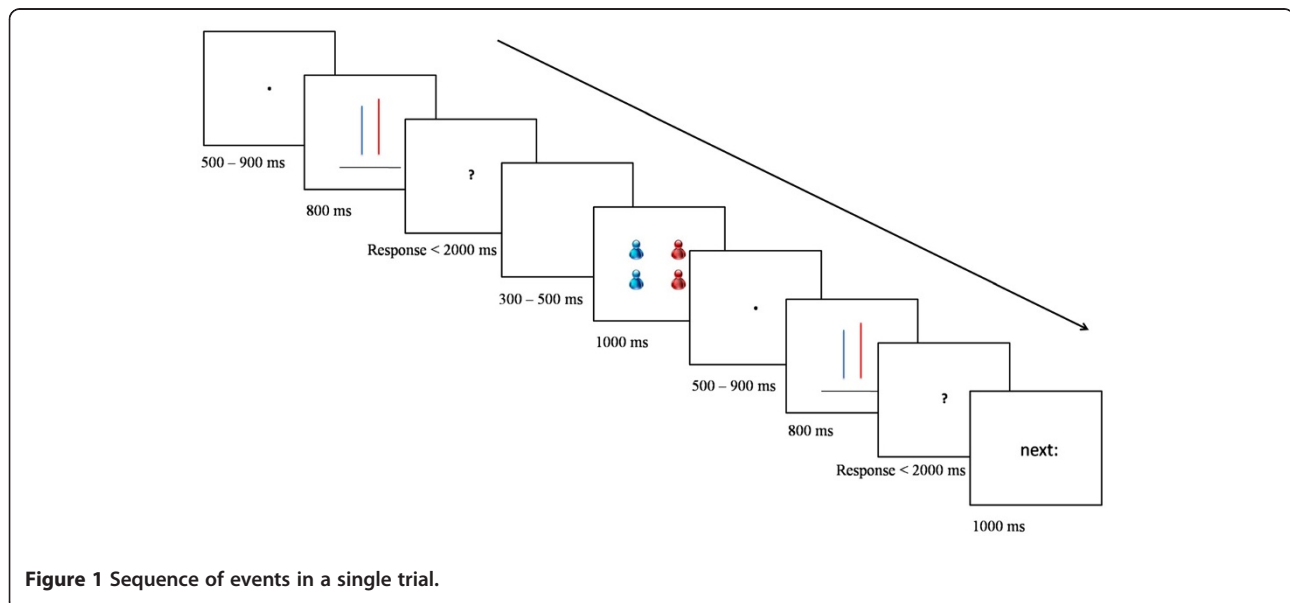 500 – 900 ms
800 ms
?
Response < 2000 ms
300 – 500 ms
1000 ms
500 – 900 ms
800 ms
?
Response < 2000 ms
next:
1000 ms
Figure 1 Sequence of events in a single trial.